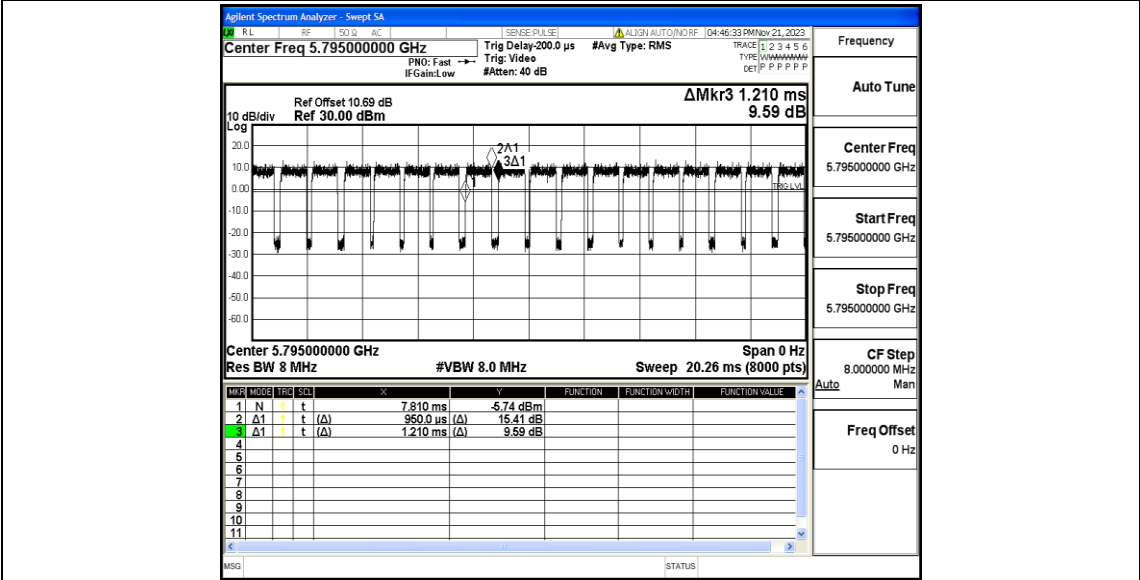 Agilent Spectrum Analyzer - Swept SA
RL RF 50 Ω AC SENSE:PULSE ALIGN AUTO/NO RF 04:46:33 PM Nov 21, 2023
Center Freq 5.795000000 GHz Trig Delay-200.0 µs #Avg Type: RMS TRACE 1 2 3 4 5 6
PNO: Fast Trig: Video TYPE WWWWWW
IFGain:Low #Atten: 40 dB DET P P P P P P
ΔMkr3 1.210 ms
Ref Offset 10.69 dB
10 dB/div Ref 30.00 dBm 9.59 dB
Log
20.0
2Δ1
3Δ1
10.0
0.00
TRIG LVL
-10.0
-20.0
-30.0
-40.0
-50.0
-60.0
Center 5.795000000 GHz Span 0 Hz
Res BW 8 MHz #VBW 8.0 MHz Sweep 20.26 ms (8000 pts)
MKR MODE TRC SCL X Y FUNCTION FUNCTION WIDTH FUNCTION VALUE
1 N 1 t 7.810 ms -5.74 dBm
2 Δ1 1 t (Δ) 950.0 µs (Δ) 15.41 dB
3 Δ1 1 t (Δ) 1.210 ms (Δ) 9.59 dB
4
5
6
7
8
9
10
11
MSG STATUS
Frequency
Auto Tune
Center Freq
5.795000000 GHz
Start Freq
5.795000000 GHz
Stop Freq
5.795000000 GHz
CF Step
8.000000 MHz
Auto Man
Freq Offset
0 Hz